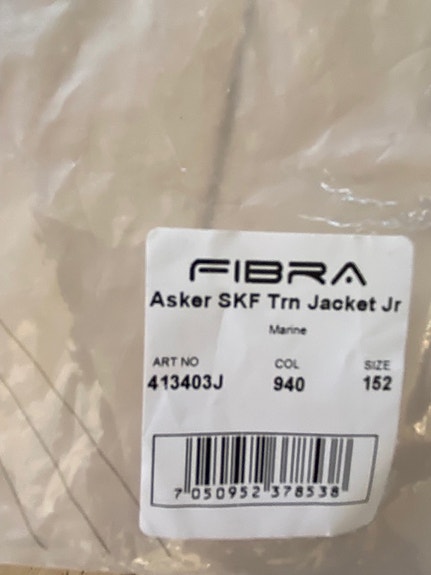 FIBRA
Asker SKF Trn Jacket Jr
Marine
ART NO COL SIZE
413403J 940 152
7 050952 378538